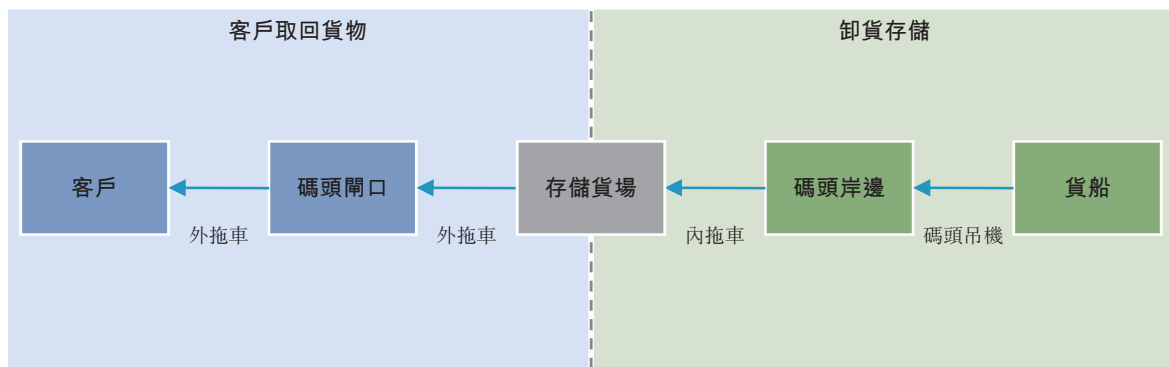 客戶取回貨物
卸貨存儲
客戶
碼頭閘口
存儲貨場
碼頭岸邊
貨船
外拖車
外拖車
內拖車
碼頭吊機